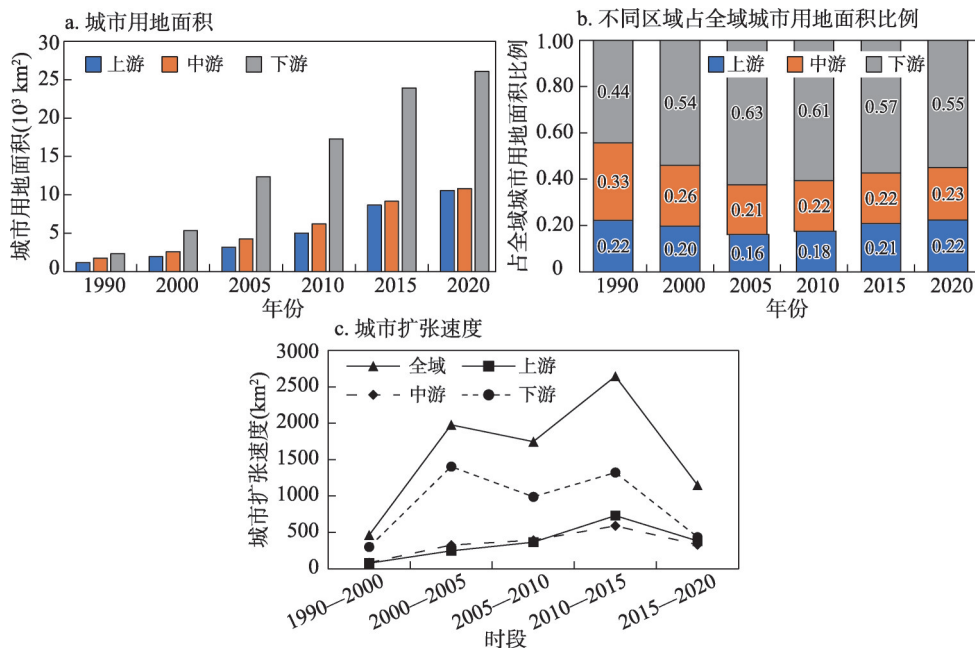 a. 城市用地面积
30
25
20
15
10
5
0
城市用地面积(10³ km²)
上游 中游 下游
1990 2000 2005 2010 2015 2020
年份
b. 不同区域占全域城市用地面积比例
1.00
0.80
0.60
0.40
0.20
0
占全域城市用地面积比例
上游 中游 下游
0.44 0.54 0.63 0.61 0.57 0.55
0.33 0.26 0.21 0.22 0.22 0.23
0.22 0.20 0.16 0.18 0.21 0.22
1990 2000 2005 2010 2015 2020
年份
c. 城市扩张速度
3000
2500
2000
1500
1000
500
0
城市扩张速度(km²)
全域 上游
中游 下游
1990—2000
2000—2005
2005—2010
2010—2015
2015—2020
时段